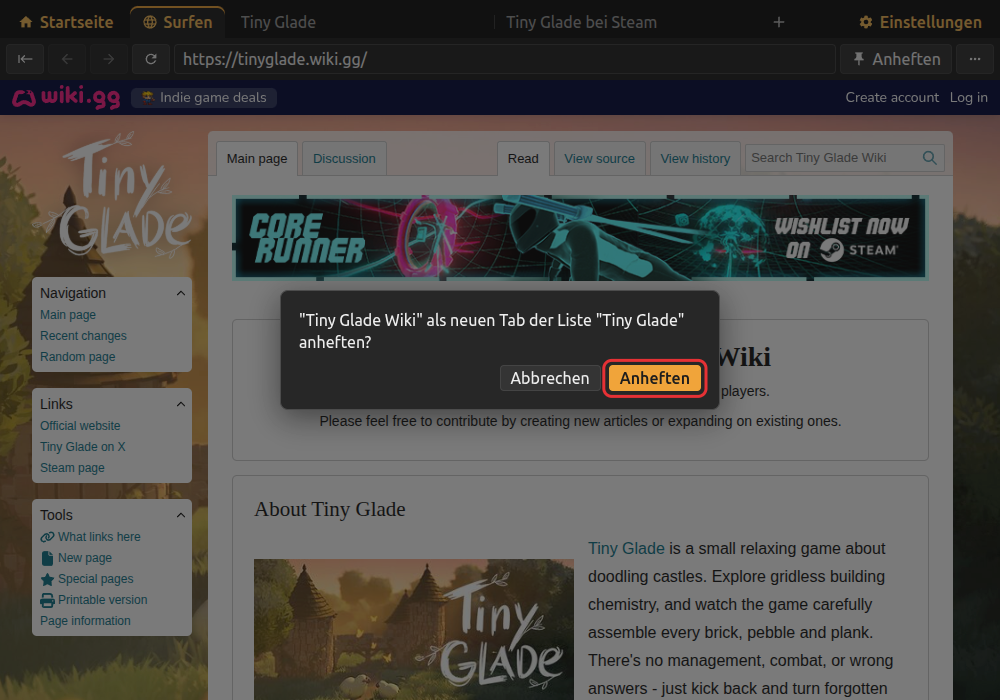 Startseite
Surfen
Tiny Glade
Tiny Glade bei Steam
Einstellungen
https://tinyglade.wiki.gg/
Anheften
wiki.gg
Indie game deals
Create account
Log in
TINY GLADE
Main page
Discussion
Read
View source
View history
Search Tiny Glade Wiki
CORE RUNNER
WISHLIST NOW
ON STEAM
Navigation
Main page
Recent changes
Random page
Links
Official website
Tiny Glade on X
Steam page
Tools
What links here
New page
Special pages
Printable version
Page information
"Tiny Glade Wiki" als neuen Tab der Liste "Tiny Glade"
anheften?
Abbrechen
Anheften
Wiki
players.
Please feel free to contribute by creating new articles or expanding on existing ones.
About Tiny Glade
TINY GLADE
Tiny Glade is a small relaxing game about
doodling castles. Explore gridless building
chemistry, and watch the game carefully
assemble every brick, pebble and plank.
There's no management, combat, or wrong
answers - just kick back and turn forgotten